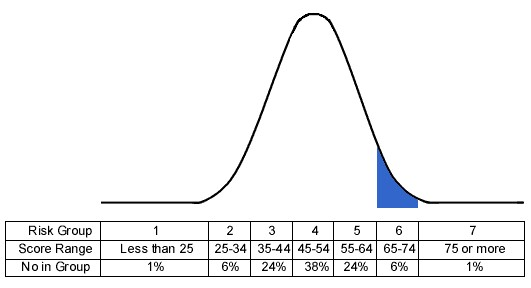 Risk Group 1 2 3 4 5 6 7
Score Range Less than 25 25-34 35-44 45-54 55-64 65-74 75 or more
No in Group 1% 6% 24% 38% 24% 6% 1%